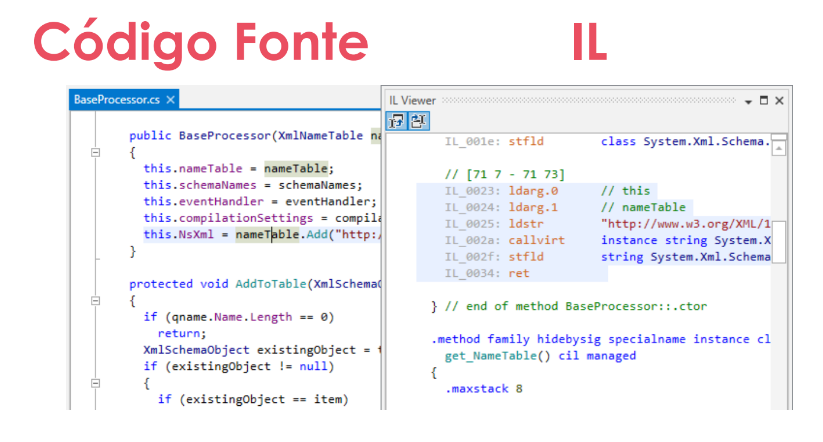 Código Fonte
IL
BaseProcessor.cs
public BaseProcessor(XmlNameTable na
{
this.nameTable = nameTable;
this.schemaNames = schemaNames;
this.eventHandler = eventHandler;
this.compilationSettings = compila
this.NsXml = nameTable.Add("http:/
}
protected void AddToTable(XmlSchemaO
{
if (qname.Name.Length == 0)
return;
XmlSchemaObject existingObject =
if (existingObject != null)
{
if (existingObject == item)
IL Viewer
IL_001e: stfld class System.Xml.Schema.
// [71 7 - 71 73]
IL_0023: ldarg.0 // this
IL_0024: ldarg.1 // nameTable
IL_0025: ldstr "http://www.w3.org/XML/1
IL_002a: callvirt instance string System.X
IL_002f: stfld string System.Xml.Schema
IL_0034: ret
} // end of method BaseProcessor::.ctor
.method family hidebysig specialname instance cl
get_NameTable() cil managed
{
.maxstack 8